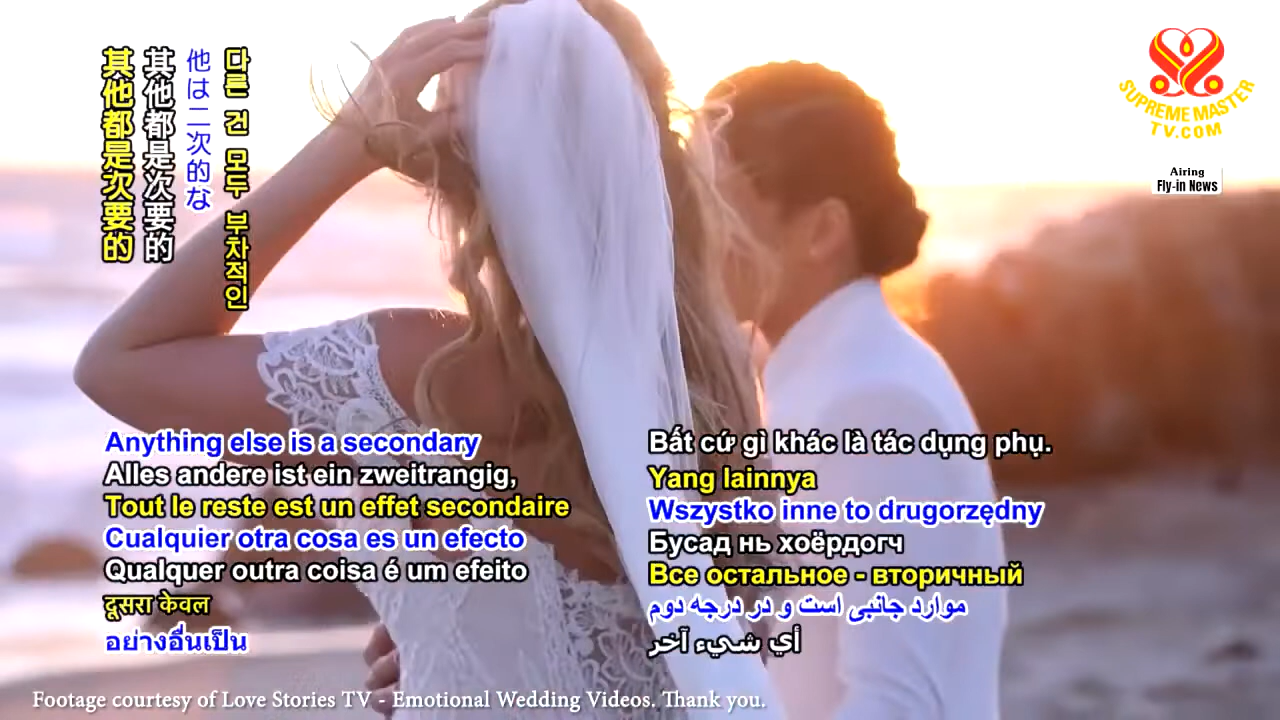 其他都是次要的
其他都是次要的
他は二次的な
다른 건 모두 부차적인
SUPREME MASTER
TV.COM
Airing
Fly-in News
Anything else is a secondary
Alles andere ist ein zweitrangig,
Tout le reste est un effet secondaire
Cualquier otra cosa es un efecto
Qualquer outra coisa é um efeito
दूसरा केवल
อย่างอื่นเป็น
Bất cứ gì khác là tác dụng phụ.
Yang lainnya
Wszystko inne to drugorzędny
Бусад нь хоёрдогч
Все остальное - вторичный
موارد جانبی است و در درجه دوم
أي شيء آخر
Footage courtesy of Love Stories TV - Emotional Wedding Videos. Thank you.